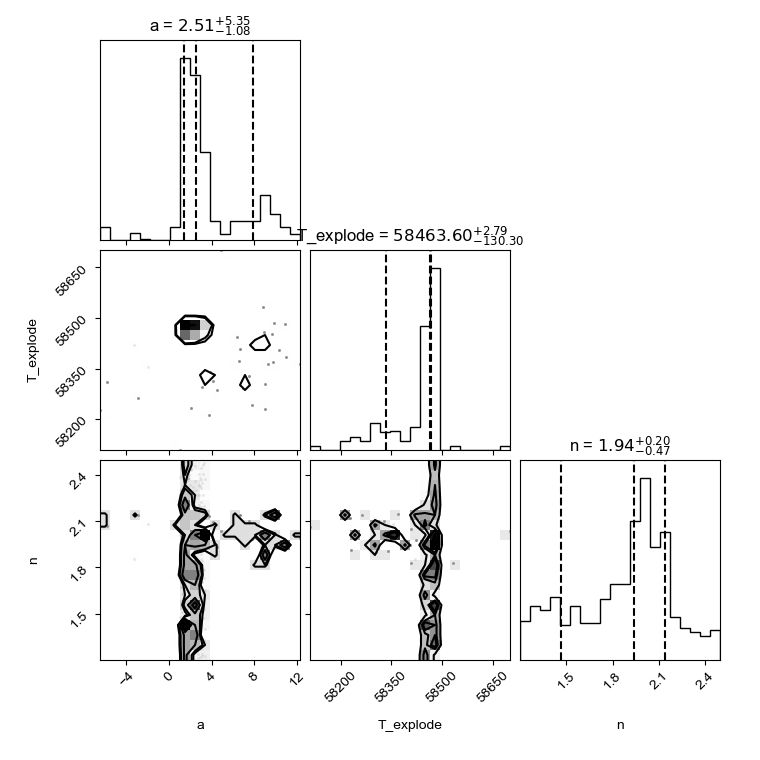 a = 2.51+5.35−1.08
T_explode = 58463.60+2.79−130.30
58650
58500
58350
58200
T_explode
n = 1.94+0.20−0.47
2.4
2.1
1.8
1.5
n
−4 0 4 8 12
58200 58350 58500 58650
1.5 1.8 2.1 2.4
a T_explode n